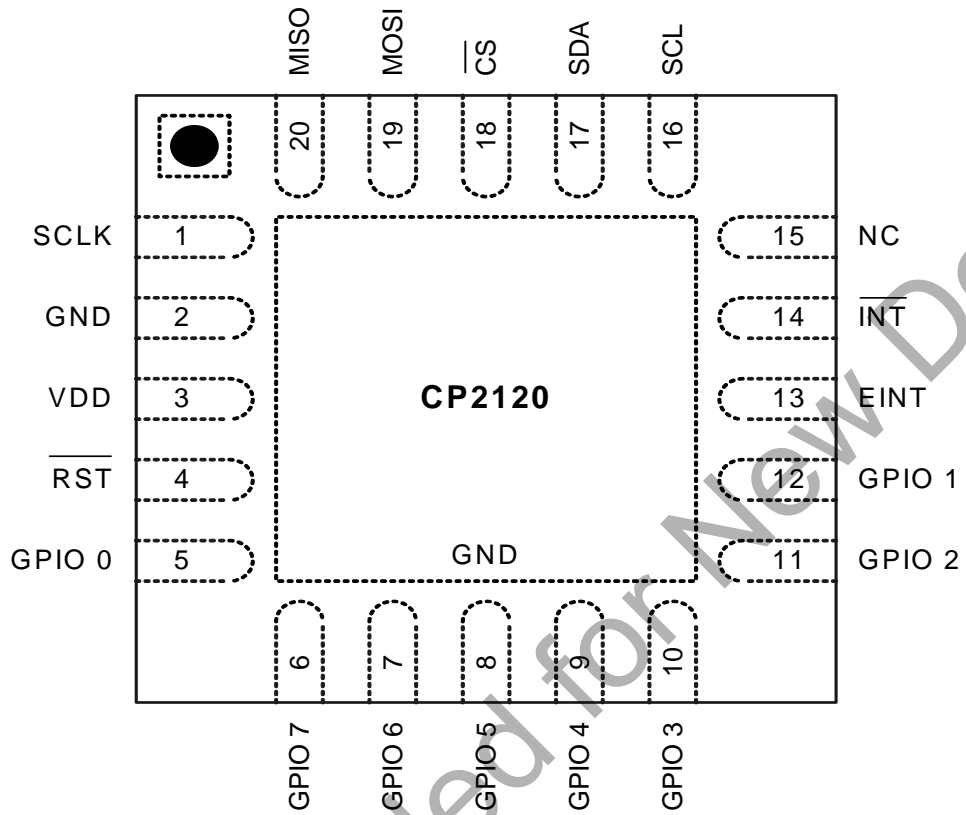 MISO
MOSI
CS
SDA
SCL
20
19
18
17
16
SCLK 1
15 NC
GND 2
14 INT
VDD 3
CP2120
13 EINT
RST 4
12 GPIO 1
GPIO 0 5
GND
11 GPIO 2
6
7
8
9
10
GPIO 7
GPIO 6
GPIO 5
GPIO 4
GPIO 3
for New